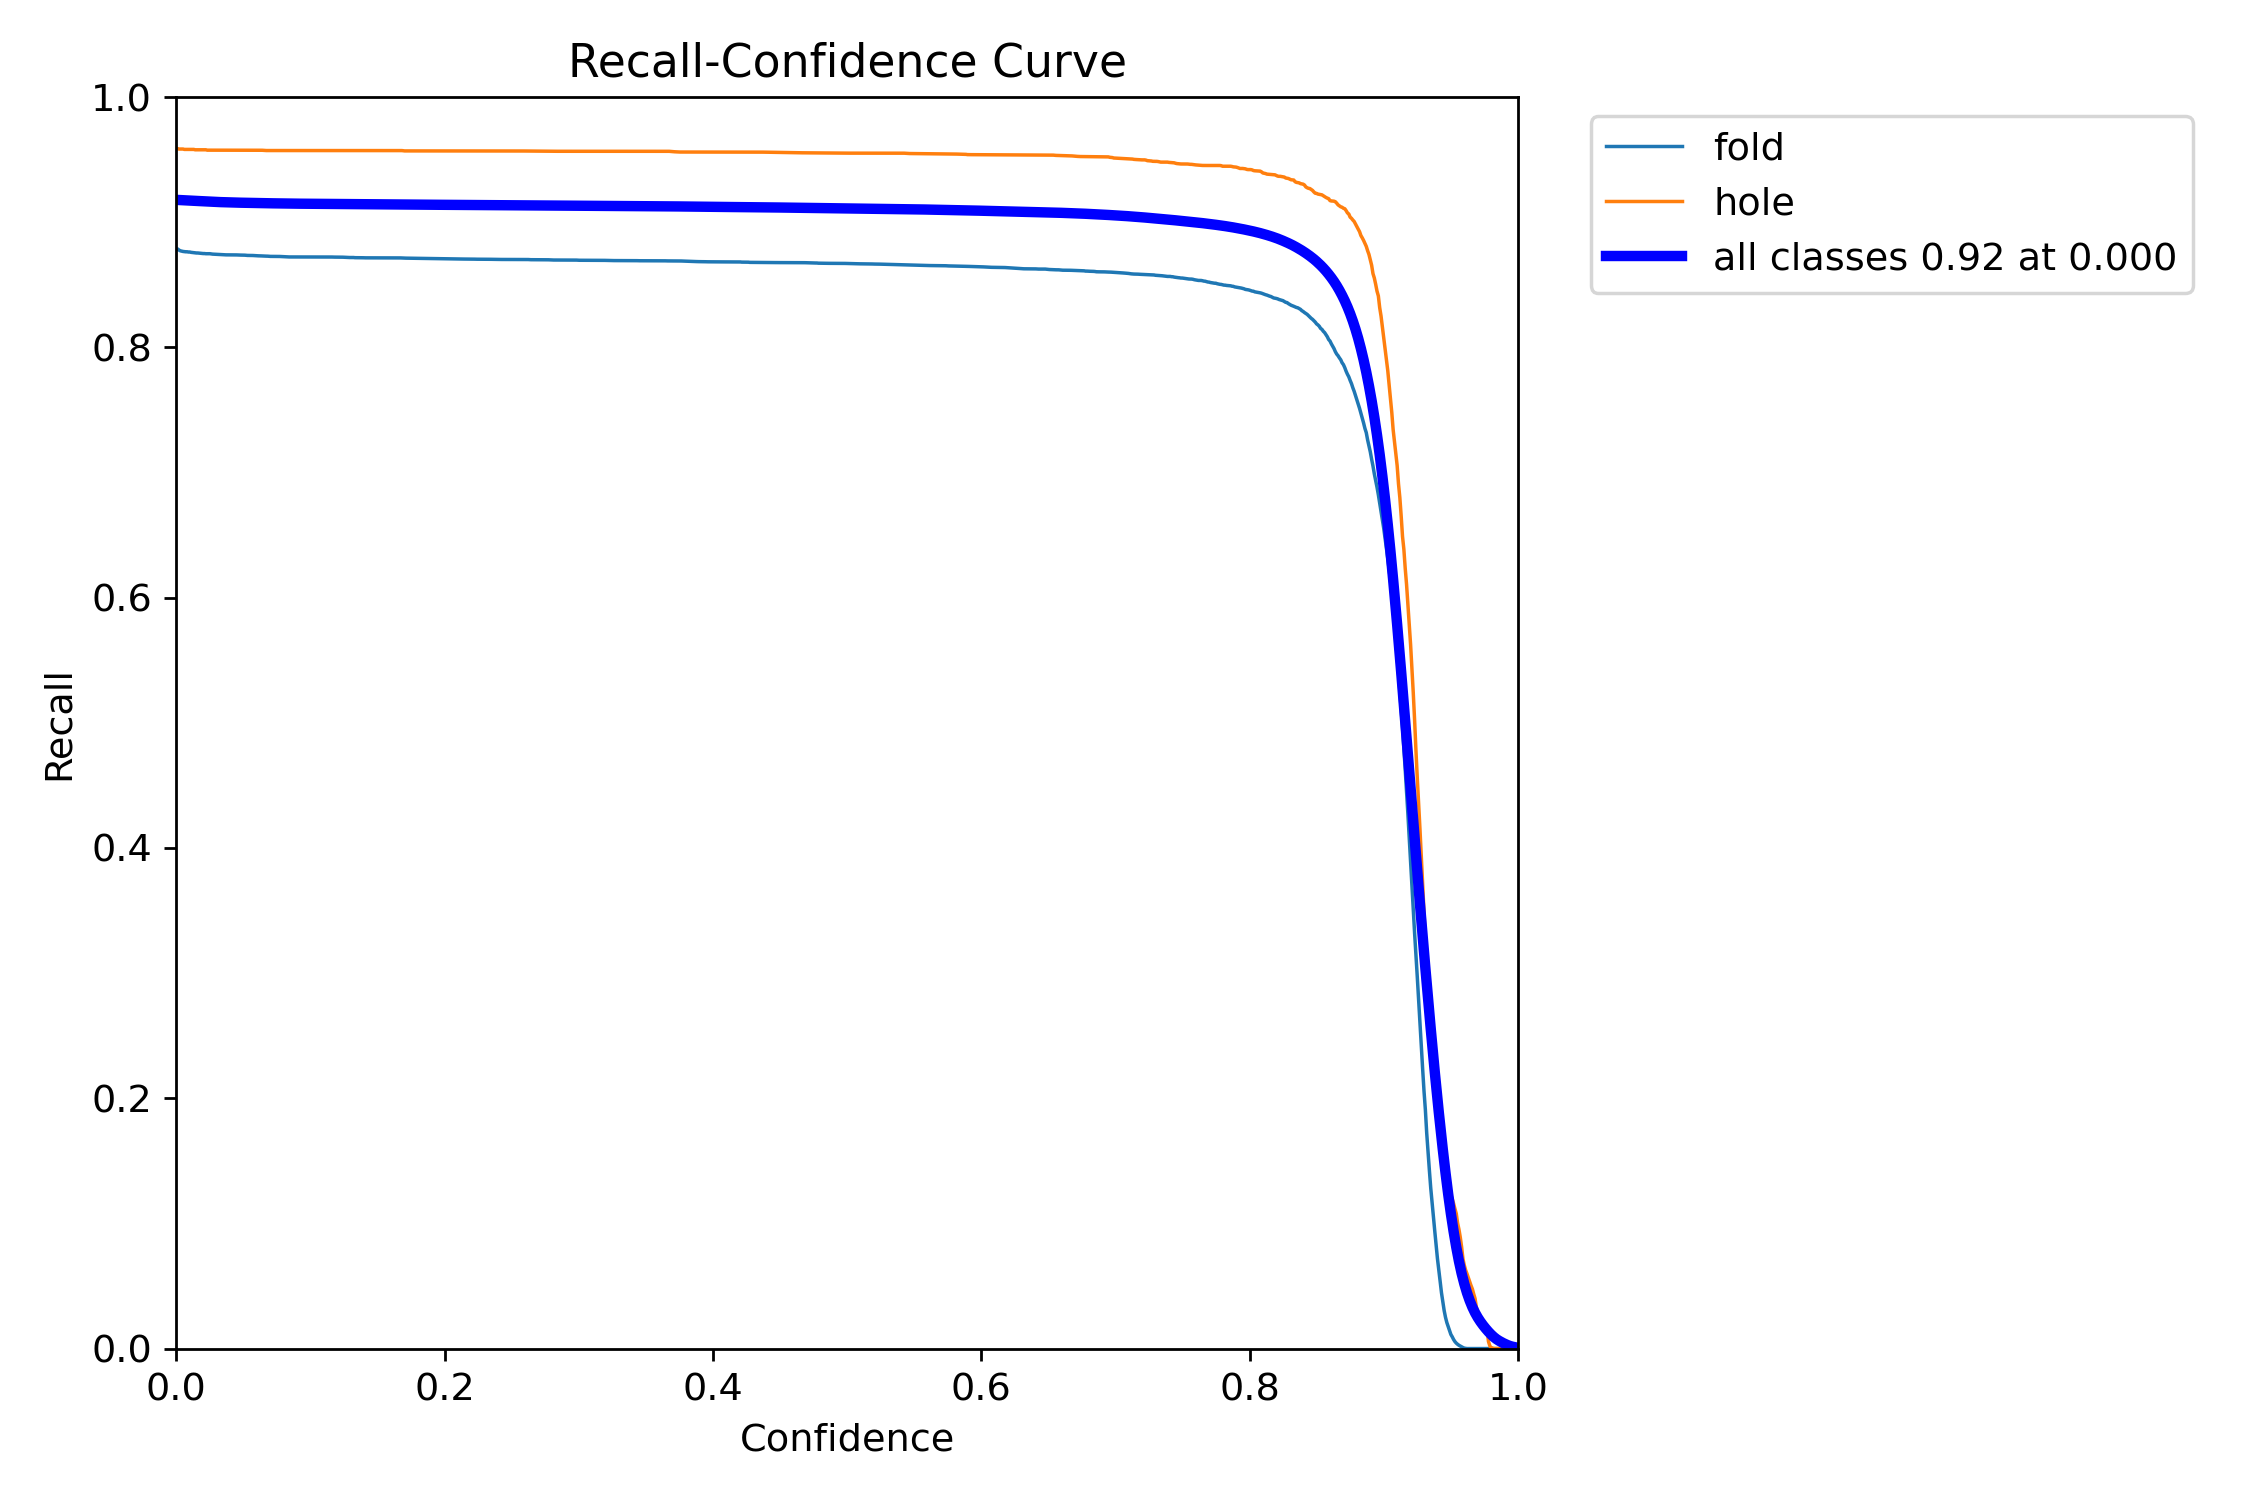 Recall-Confidence Curve
1.0
0.8
0.6
0.4
0.2
0.0
Recall
0.0 0.2 0.4 0.6 0.8 1.0
Confidence
fold
hole
all classes 0.92 at 0.000